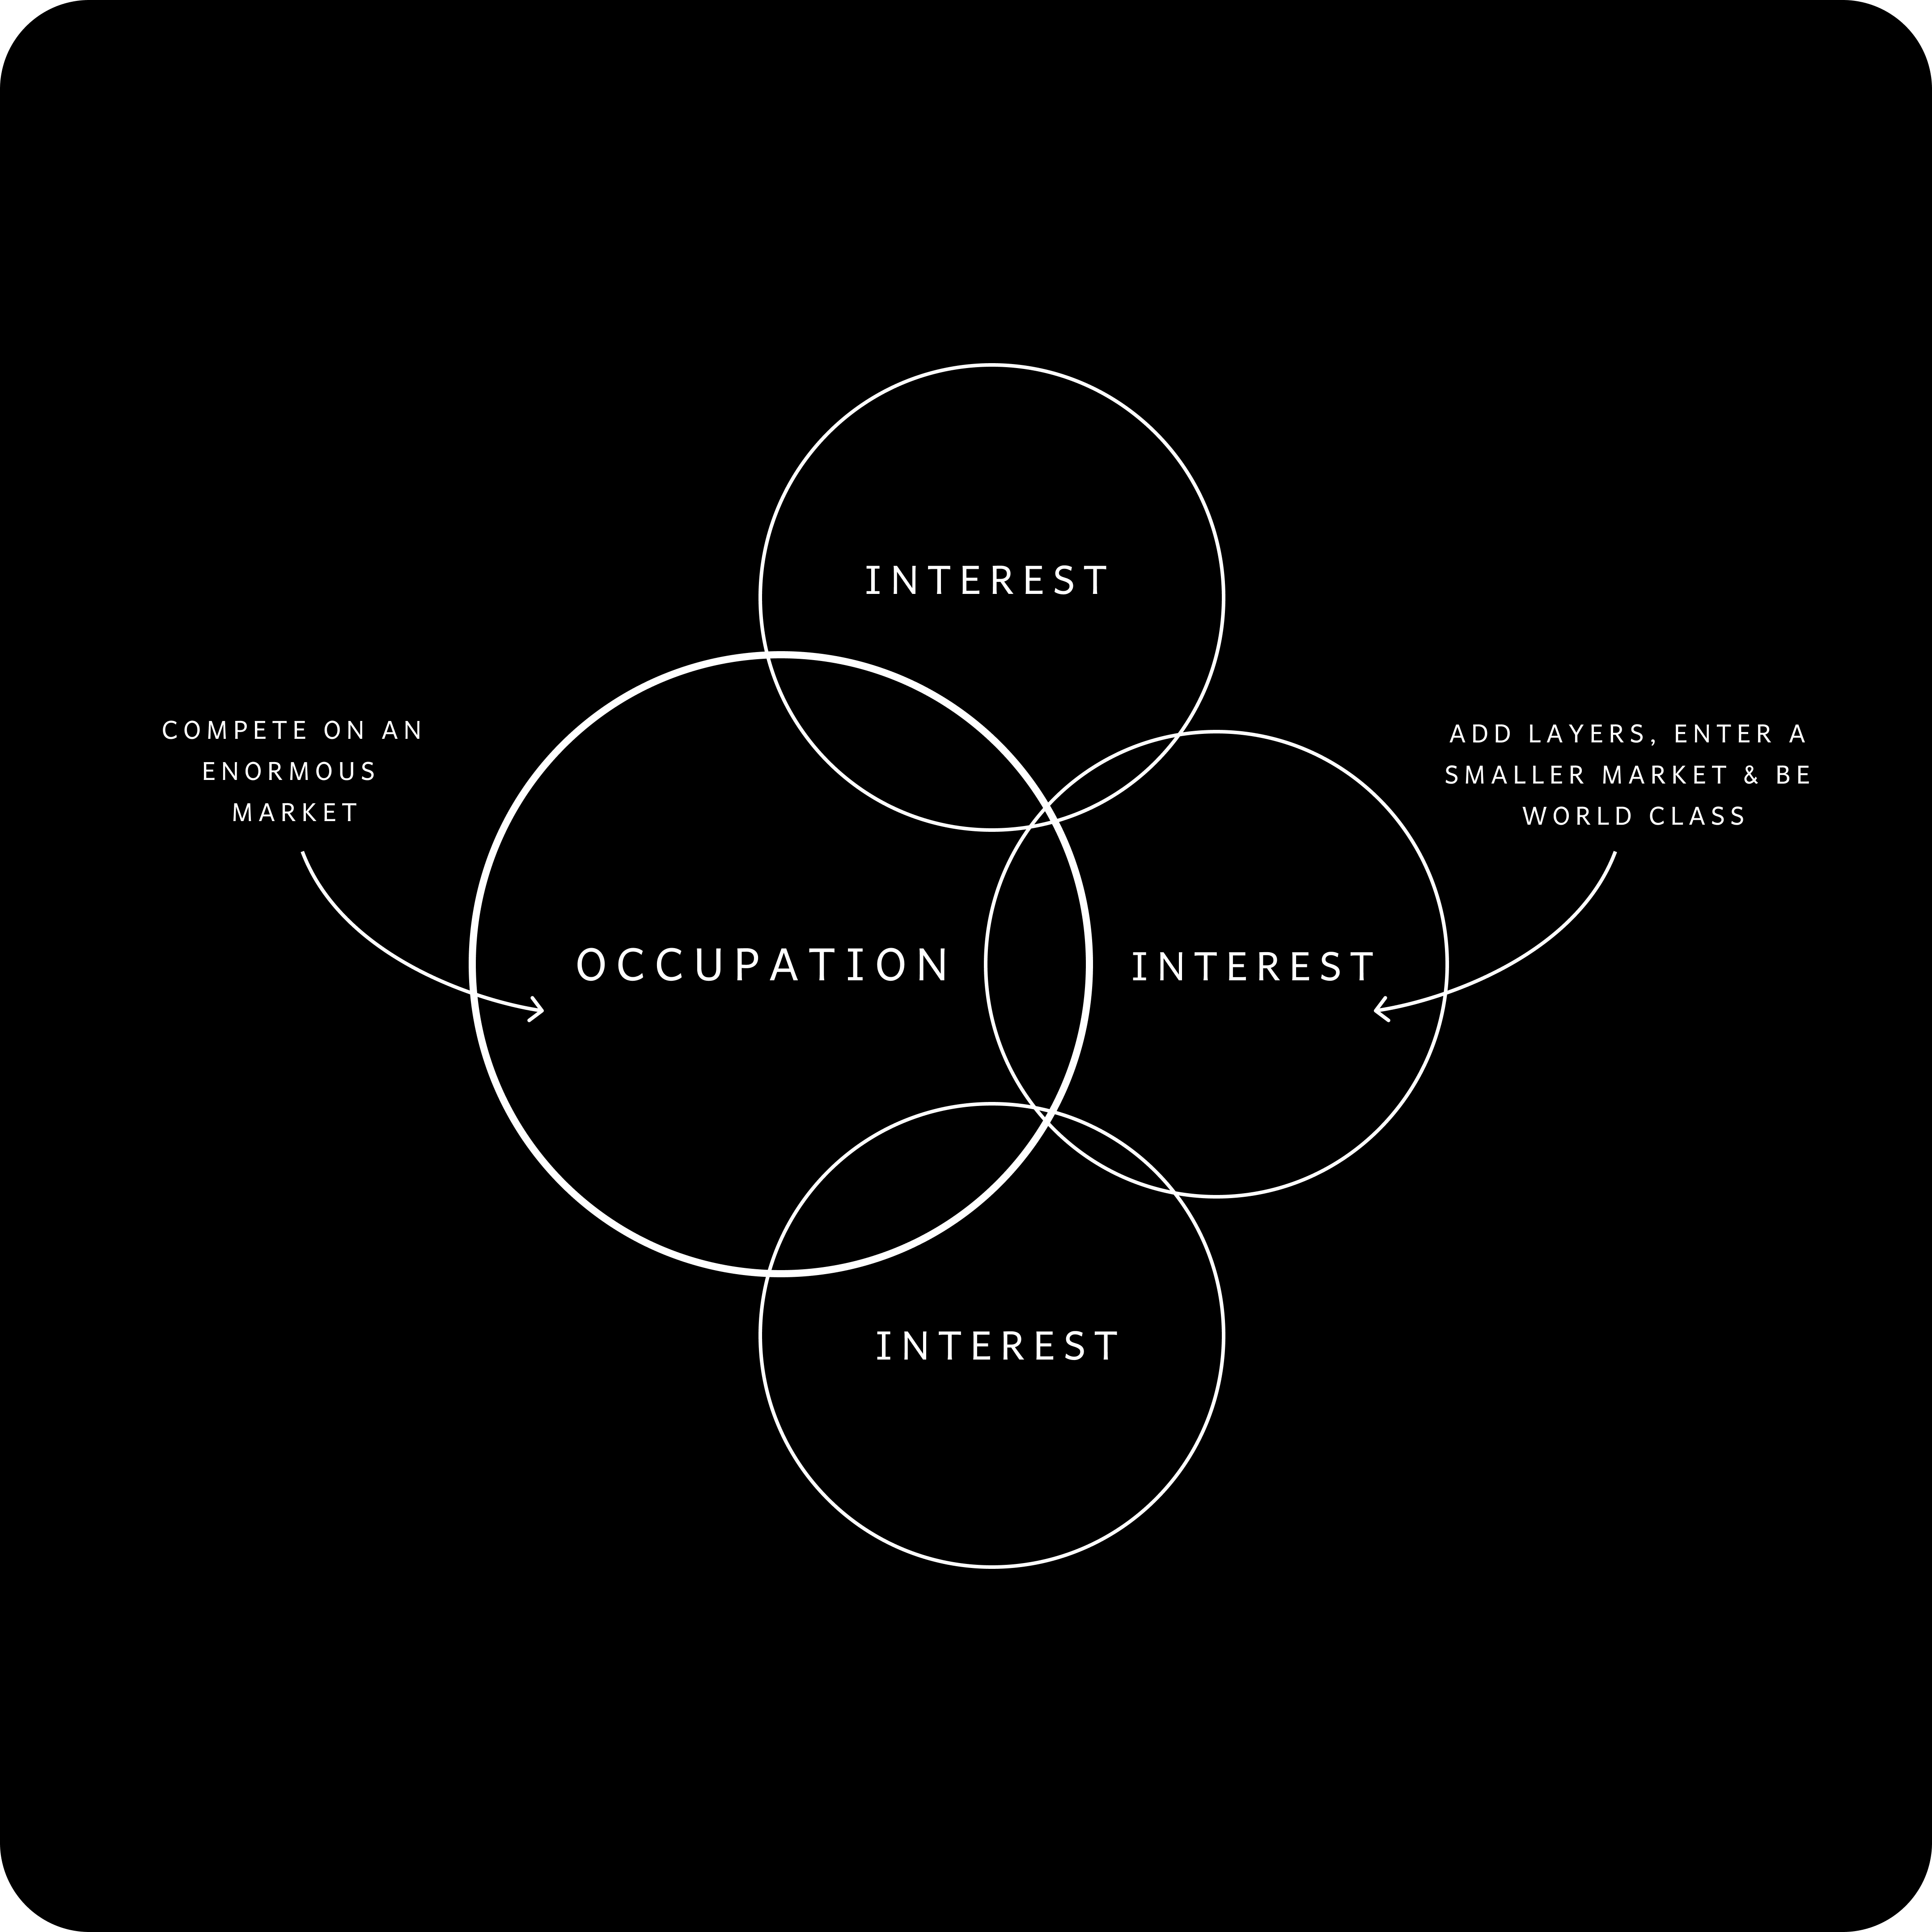 INTEREST
COMPETE ON AN
ENORMOUS
MARKET
ADD LAYERS, ENTER A
SMALLER MARKET & BE
WORLD CLASS
OCCUPATION
INTEREST
INTEREST